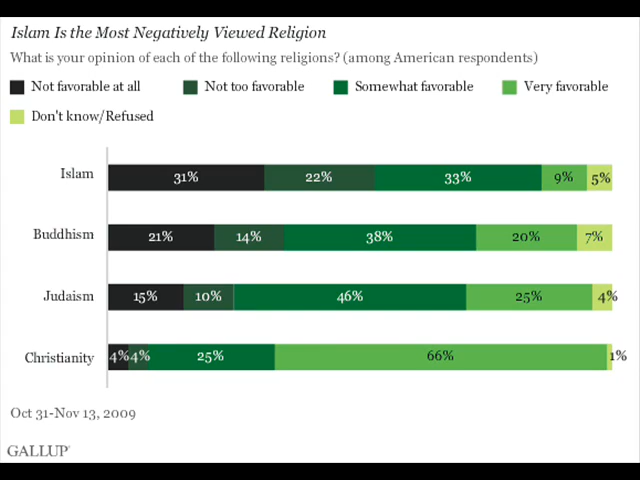 Islam Is the Most Negatively Viewed Religion
What is your opinion of each of the following religions? (among American respondents)
Not favorable at all Not too favorable Somewhat favorable Very favorable
Don't know/Refused
Islam 31% 22% 33% 9% 5%
Buddhism 21% 14% 38% 20% 7%
Judaism 15% 10% 46% 25% 4%
Christianity 4% 4% 25% 66% 1%
Oct 31-Nov 13, 2009
GALLUP